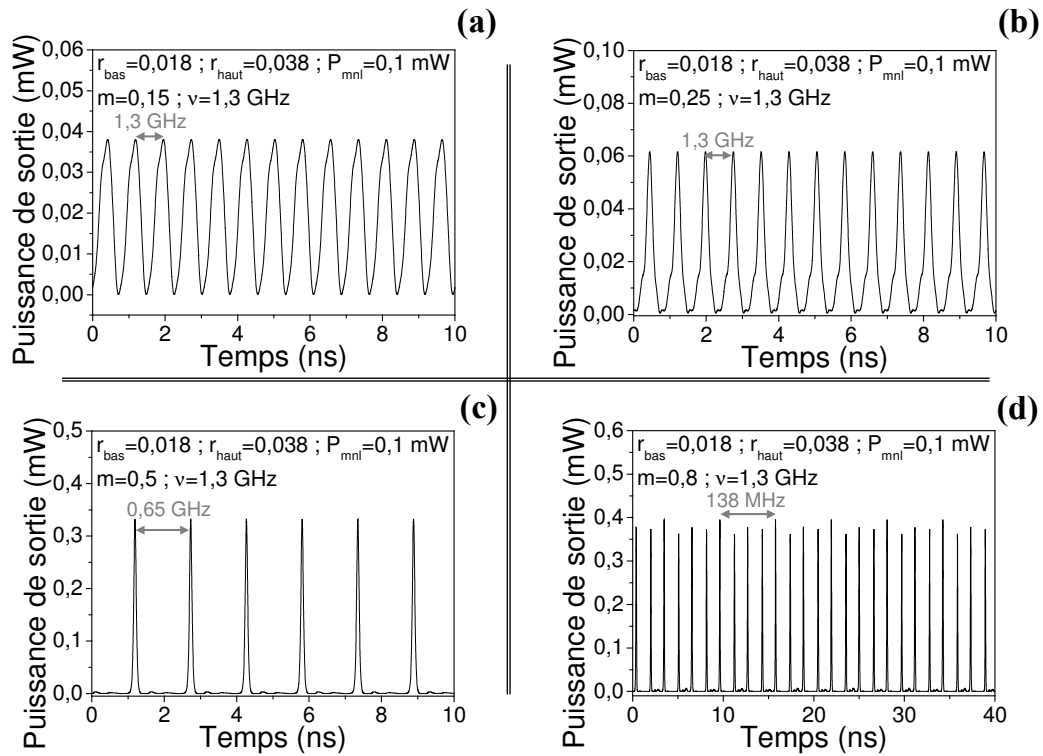 (a)
Puissance de sortie (mW)
0,06
0,05
0,04
0,03
0,02
0,01
0,00
r_bas=0,018 ; r_haut=0,038 ; P_mnl=0,1 mW
m=0,15 ; ν=1,3 GHz
1,3 GHz
0 2 4 6 8 10
Temps (ns)
(b)
Puissance de sortie (mW)
0,10
0,08
0,06
0,04
0,02
0,00
r_bas=0,018 ; r_haut=0,038 ; P_mnl=0,1 mW
m=0,25 ; ν=1,3 GHz
1,3 GHz
0 2 4 6 8 10
Temps (ns)
(c)
Puissance de sortie (mW)
0,5
0,4
0,3
0,2
0,1
0,0
r_bas=0,018 ; r_haut=0,038 ; P_mnl=0,1 mW
m=0,5 ; ν=1,3 GHz
0,65 GHz
0 2 4 6 8 10
Temps (ns)
(d)
Puissance de sortie (mW)
0,6
0,5
0,4
0,3
0,2
0,1
0,0
r_bas=0,018 ; r_haut=0,038 ; P_mnl=0,1 mW
m=0,8 ; ν=1,3 GHz
138 MHz
0 10 20 30 40
Temps (ns)